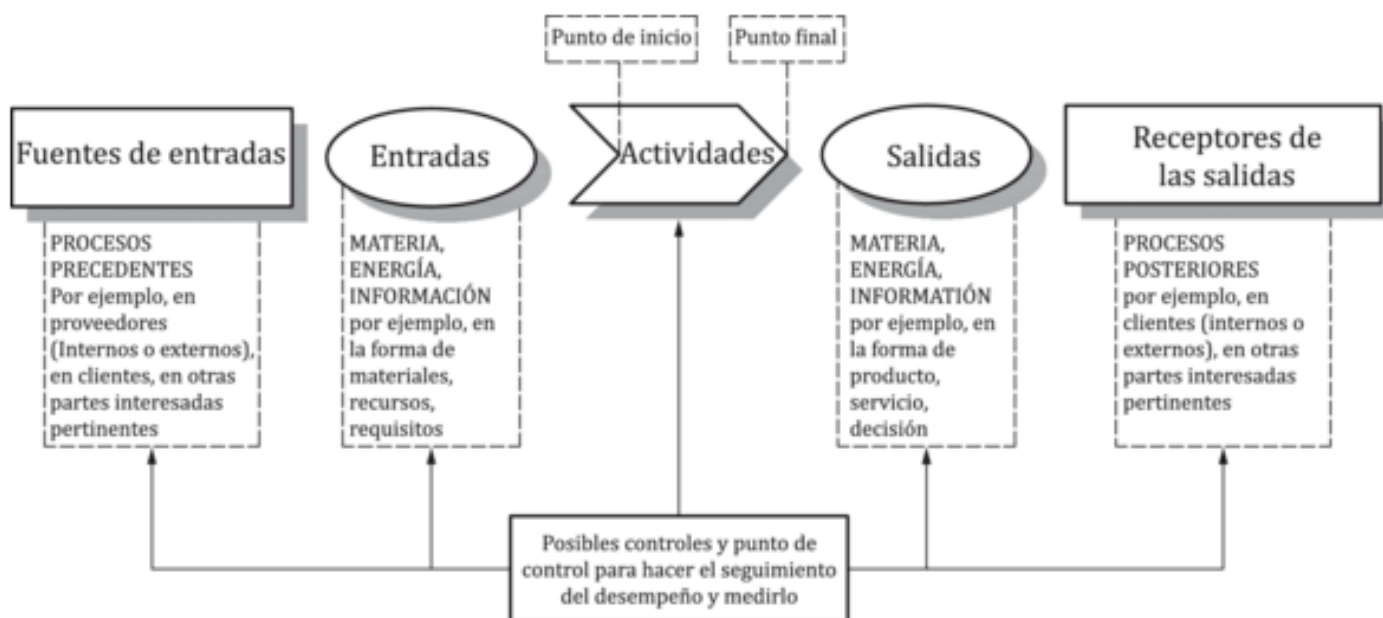 Punto de inicio
Punto final
Fuentes de entradas
Entradas
Actividades
Salidas
Receptores de
las salidas
PROCESOS
PRECEDENTES
Por ejemplo, en
proveedores
(Internos o externos),
en clientes, en otras
partes interesadas
pertinentes
MATERIA,
ENERGÍA,
INFORMACIÓN
por ejemplo, en
la forma de
materiales,
recursos,
requisitos
MATERIA,
ENERGÍA,
INFORMATIÓN
por ejemplo, en
la forma de
producto,
servicio,
decisión
PROCESOS
POSTERIORES
por ejemplo, en
clientes (internos o
externos), en otras
partes interesadas
pertinentes
Posibles controles y punto de
control para hacer el seguimiento
del desempeño y medirlo